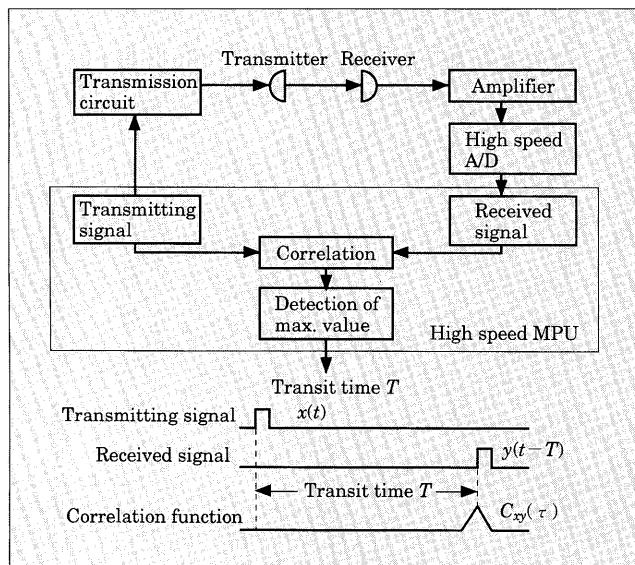 Transmitter
Receiver
Transmission
circuit
Amplifier
High speed
A/D
Transmitting
signal
Received
signal
Correlation
Detection of
max. value
High speed MPU
Transit time T
Transmitting signal
x(t)
Received signal
y(t−T)
Transit time T
Correlation function
Cxy(τ)